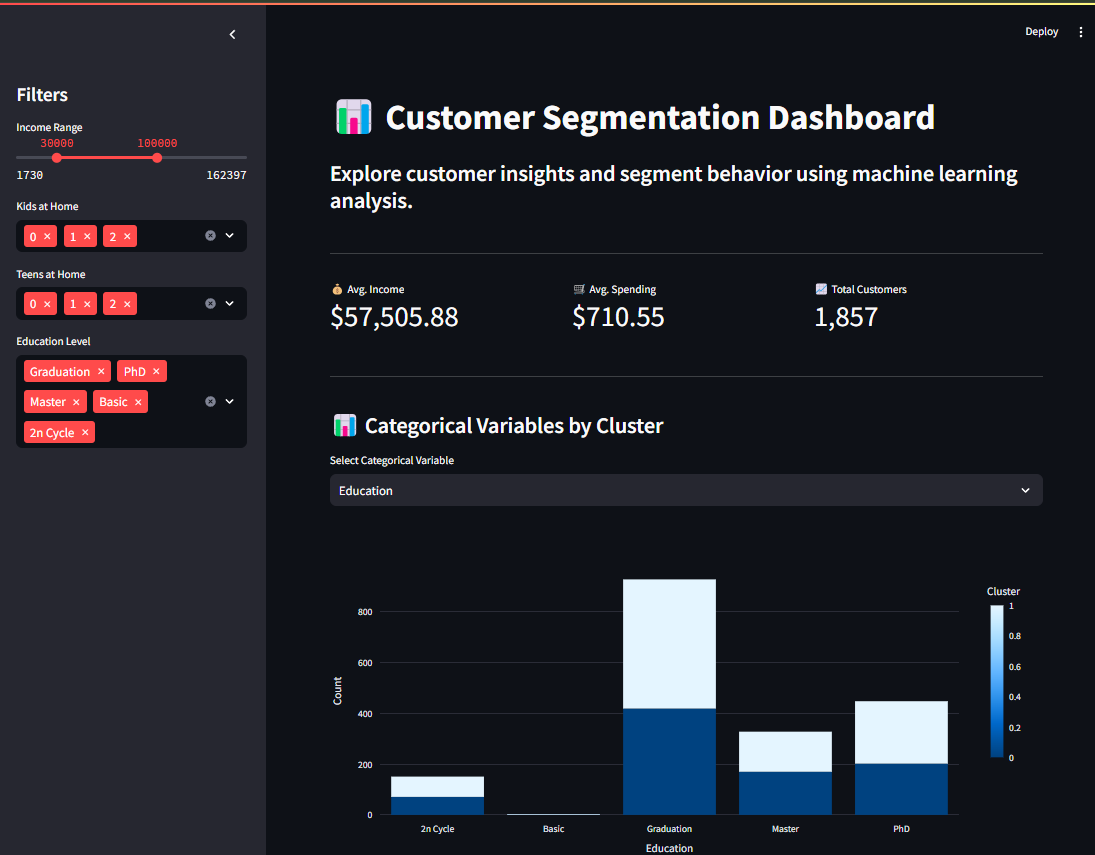 Deploy
Filters
Income Range
30000 100000
1730 162397
Kids at Home
0 × 1 × 2 ×
Teens at Home
0 × 1 × 2 ×
Education Level
Graduation × PhD ×
Master × Basic ×
2n Cycle ×
Customer Segmentation Dashboard
Explore customer insights and segment behavior using machine learning
analysis.
Avg. Income
$57,505.88
Avg. Spending
$710.55
Total Customers
1,857
Categorical Variables by Cluster
Select Categorical Variable
Education
Count
800
600
400
200
0
2n Cycle Basic Graduation Master PhD
Education
Cluster
1
0.8
0.6
0.4
0.2
0